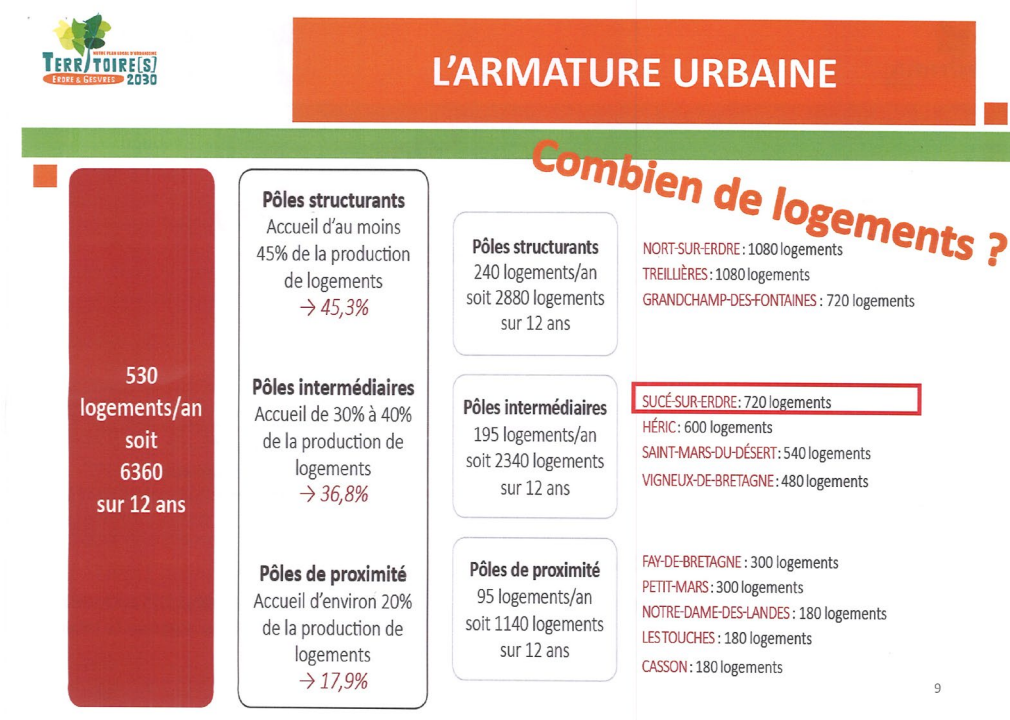 NOTRE PLAN LOCAL D'URBANISME
TERRITOIRE(S)
ERDRE & GESVRES 2030
L'ARMATURE URBAINE
Combien de logements ?
530
logements/an
soit
6360
sur 12 ans
Pôles structurants
Accueil d'au moins
45% de la production
de logements
→ 45,3%
Pôles intermédiaires
Accueil de 30% à 40%
de la production de
logements
→ 36,8%
Pôles de proximité
Accueil d'environ 20%
de la production de
logements
→ 17,9%
Pôles structurants
240 logements/an
soit 2880 logements
sur 12 ans
NORT-SUR-ERDRE : 1080 logements
TREILLIÈRES : 1080 logements
GRANDCHAMP-DES-FONTAINES : 720 logements
Pôles intermédiaires
195 logements/an
soit 2340 logements
sur 12 ans
SUCÉ-SUR-ERDRE : 720 logements
HÉRIC : 600 logements
SAINT-MARS-DU-DÉSERT : 540 logements
VIGNEUX-DE-BRETAGNE : 480 logements
Pôles de proximité
95 logements/an
soit 1140 logements
sur 12 ans
FAY-DE-BRETAGNE : 300 logements
PETIT-MARS : 300 logements
NOTRE-DAME-DES-LANDES : 180 logements
LES TOUCHES : 180 logements
CASSON : 180 logements
9